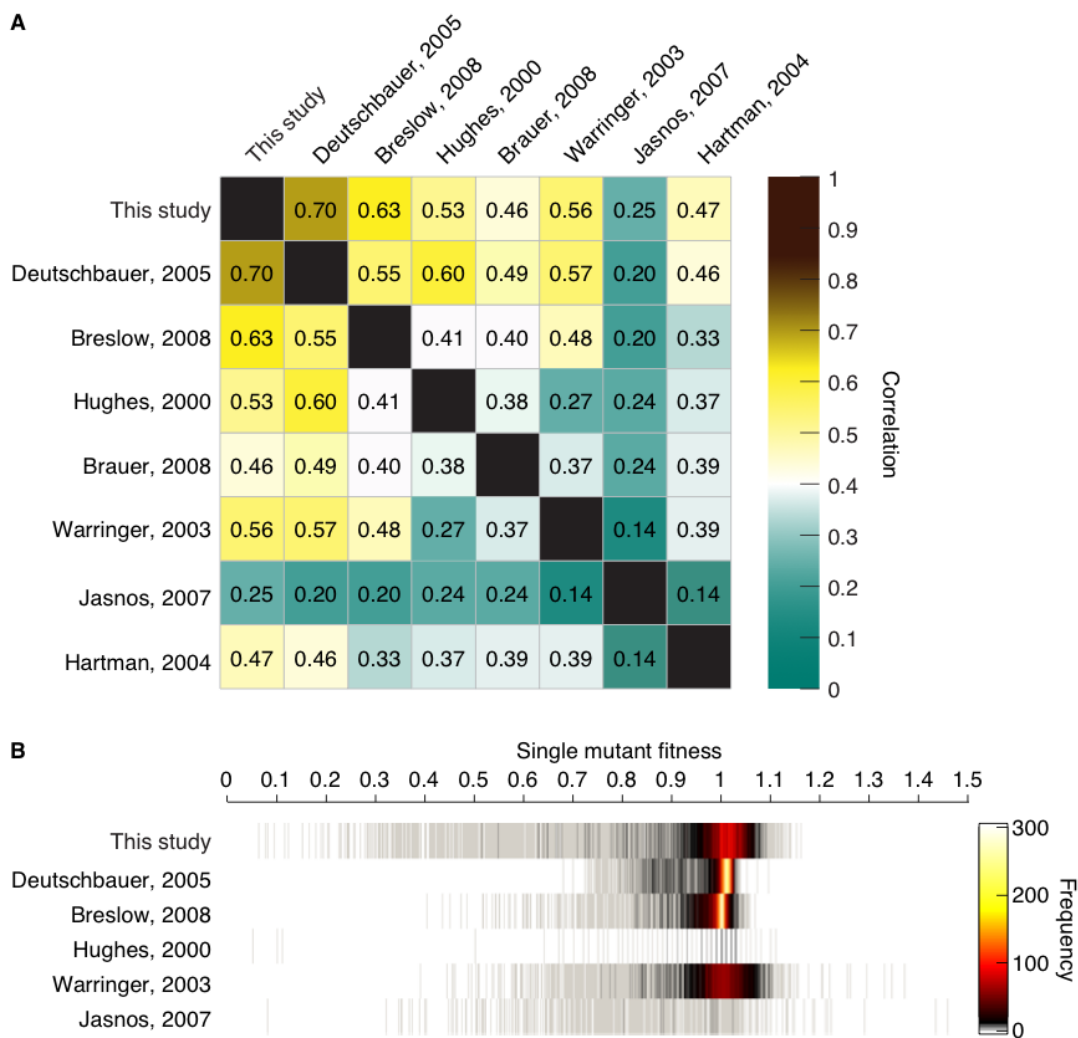 A
This study
Deutschbauer, 2005
Breslow, 2008
Hughes, 2000
Brauer, 2008
Warringer, 2003
Jasnos, 2007
Hartman, 2004
This study 0.70 0.63 0.53 0.46 0.56 0.25 0.47
Deutschbauer, 2005 0.70 0.55 0.60 0.49 0.57 0.20 0.46
Breslow, 2008 0.63 0.55 0.41 0.40 0.48 0.20 0.33
Hughes, 2000 0.53 0.60 0.41 0.38 0.27 0.24 0.37
Brauer, 2008 0.46 0.49 0.40 0.38 0.37 0.24 0.39
Warringer, 2003 0.56 0.57 0.48 0.27 0.37 0.14 0.39
Jasnos, 2007 0.25 0.20 0.20 0.24 0.24 0.14 0.14
Hartman, 2004 0.47 0.46 0.33 0.37 0.39 0.39 0.14
1
0.9
0.8
0.7
0.6
0.5
0.4
0.3
0.2
0.1
0
Correlation
B
Single mutant fitness
0 0.1 0.2 0.3 0.4 0.5 0.6 0.7 0.8 0.9 1 1.1 1.2 1.3 1.4 1.5
This study
Deutschbauer, 2005
Breslow, 2008
Hughes, 2000
Warringer, 2003
Jasnos, 2007
300
200
100
0
Frequency